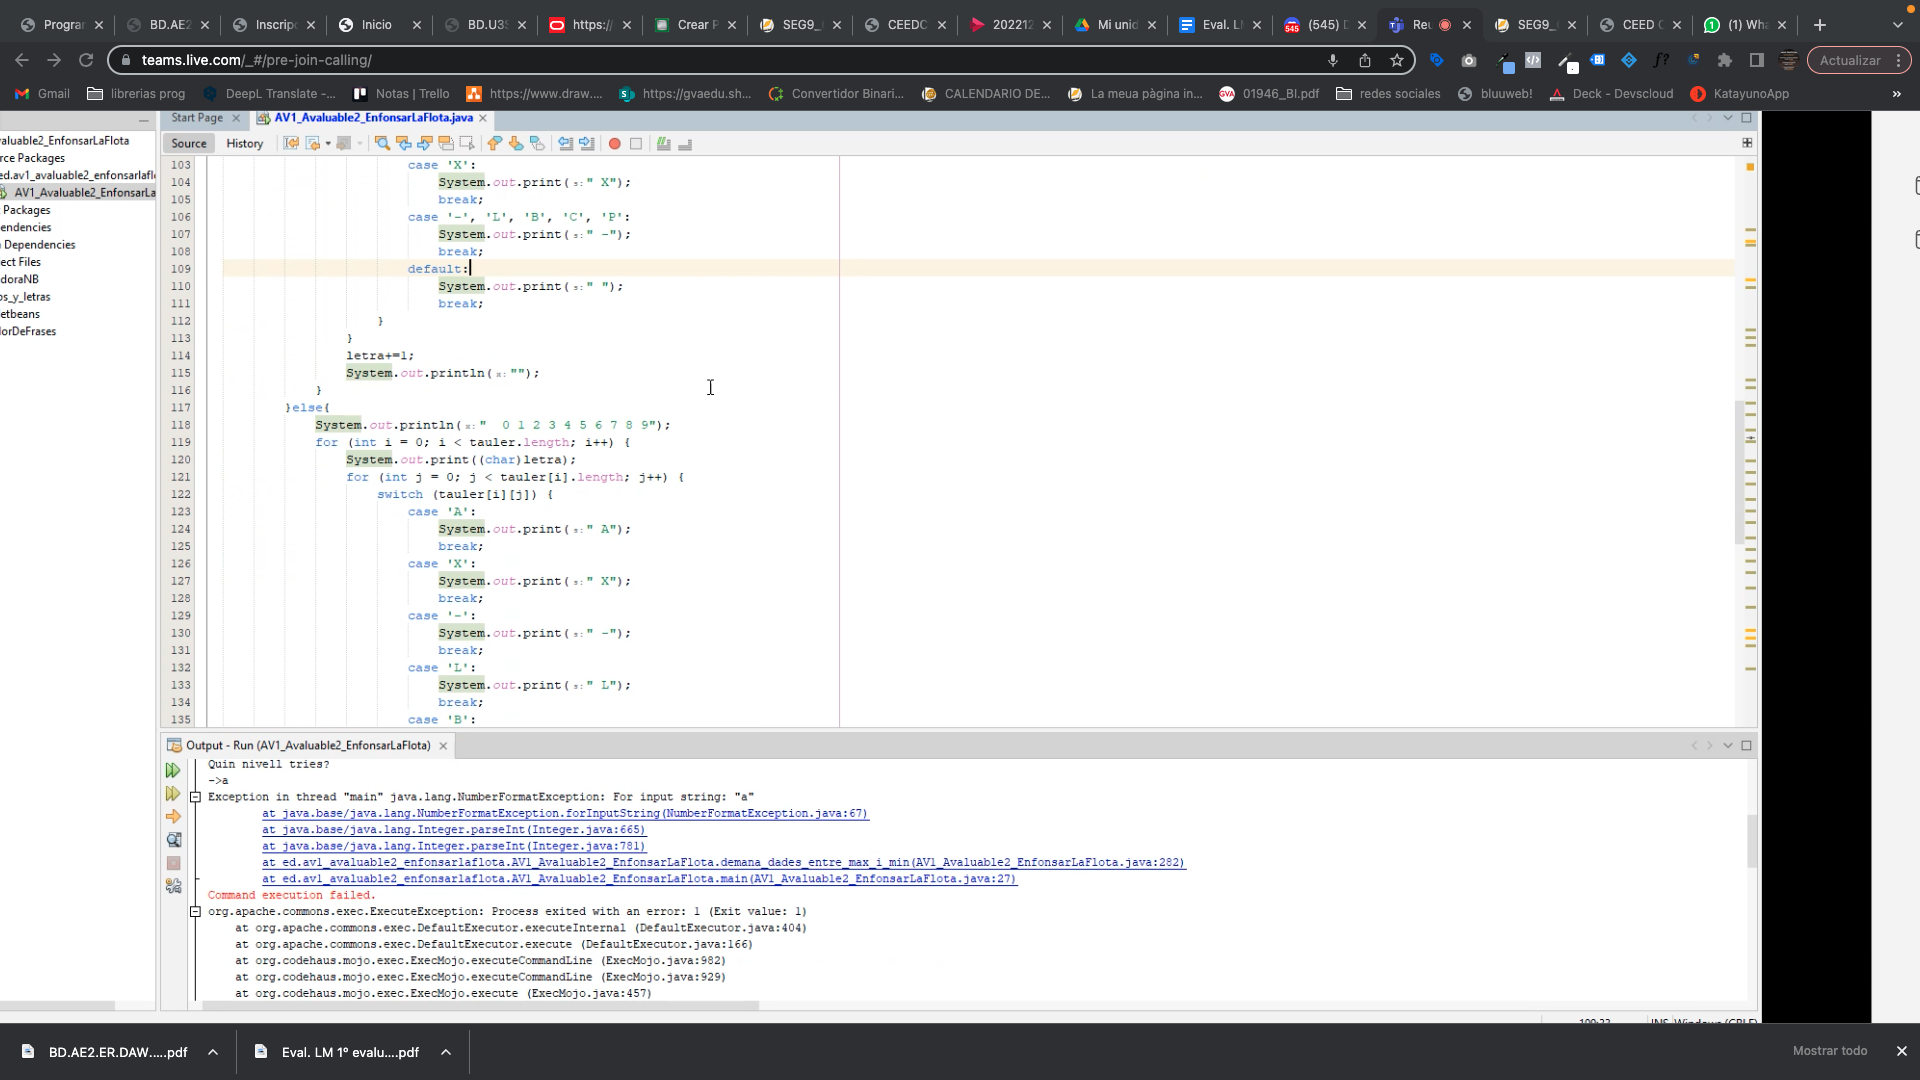 Progran
BD.AE2
Inscrip
Inicio
BD.U3S
https:/
Crear F
SEG9_
CEEDC
202212
Mi unid
Eval. L
(545) D
Reu
SEG9_
CEED
(1) Wha
teams.live.com/_#/pre-join-calling/
Actualizar
Gmail
librerias prog
DeepL Translate -...
Notas | Trello
https://www.draw....
https://gvaedu.sh...
Convertidor Binari...
CALENDARIO DE...
La meua pàgina in...
01946_BI.pdf
redes sociales
bluuweb!
Deck - Devscloud
KatayunoApp
Start Page
AV1_Avaluable2_EnfonsarLaFlota.java
Source History
valuable2_EnfonsarLaFlota
rce Packages
ed.av1_avaluable2_enfonsarlafl
AV1_Avaluable2_EnfonsarLa
Packages
endencies
Dependencies
ect Files
doraNB
os_y_letras
etbeans
orDeFrases
103 case 'X':
104 System.out.print(s:" X");
105 break;
106 case '-', 'L', 'B', 'C', 'P':
107 System.out.print(s:" -");
108 break;
109 default:
110 System.out.print(s:" ");
111 break;
112 }
113 }
114 letra+=1;
115 System.out.println(x:"");
116 }
117 }else{
118 System.out.println(x:"  0 1 2 3 4 5 6 7 8 9");
119 for (int i = 0; i < tauler.length; i++) {
120 System.out.print((char)letra);
121 for (int j = 0; j < tauler[i].length; j++) {
122 switch (tauler[i][j]) {
123 case 'A':
124 System.out.print(s:" A");
125 break;
126 case 'X':
127 System.out.print(s:" X");
128 break;
129 case '-':
130 System.out.print(s:" -");
131 break;
132 case 'L':
133 System.out.print(s:" L");
134 break;
135 case 'B':
Output - Run (AV1_Avaluable2_EnfonsarLaFlota)
Quin nivell tries?
->a
Exception in thread "main" java.lang.NumberFormatException: For input string: "a"
at java.base/java.lang.NumberFormatException.forInputString(NumberFormatException.java:67)
at java.base/java.lang.Integer.parseInt(Integer.java:665)
at java.base/java.lang.Integer.parseInt(Integer.java:781)
at ed.av1_avaluable2_enfonsarlaflota.AV1_Avaluable2_EnfonsarLaFlota.demana_dades_entre_max_i_min(AV1_Avaluable2_EnfonsarLaFlota.java:282)
at ed.av1_avaluable2_enfonsarlaflota.AV1_Avaluable2_EnfonsarLaFlota.main(AV1_Avaluable2_EnfonsarLaFlota.java:27)
Command execution failed.
org.apache.commons.exec.ExecuteException: Process exited with an error: 1 (Exit value: 1)
at org.apache.commons.exec.DefaultExecutor.executeInternal (DefaultExecutor.java:404)
at org.apache.commons.exec.DefaultExecutor.execute (DefaultExecutor.java:166)
at org.codehaus.mojo.exec.ExecMojo.executeCommandLine (ExecMojo.java:982)
at org.codehaus.mojo.exec.ExecMojo.executeCommandLine (ExecMojo.java:929)
at org.codehaus.mojo.exec.ExecMojo.execute (ExecMojo.java:457)
BD.AE2.ER.DAW.....pdf
Eval. LM 1º evalu....pdf
Mostrar todo